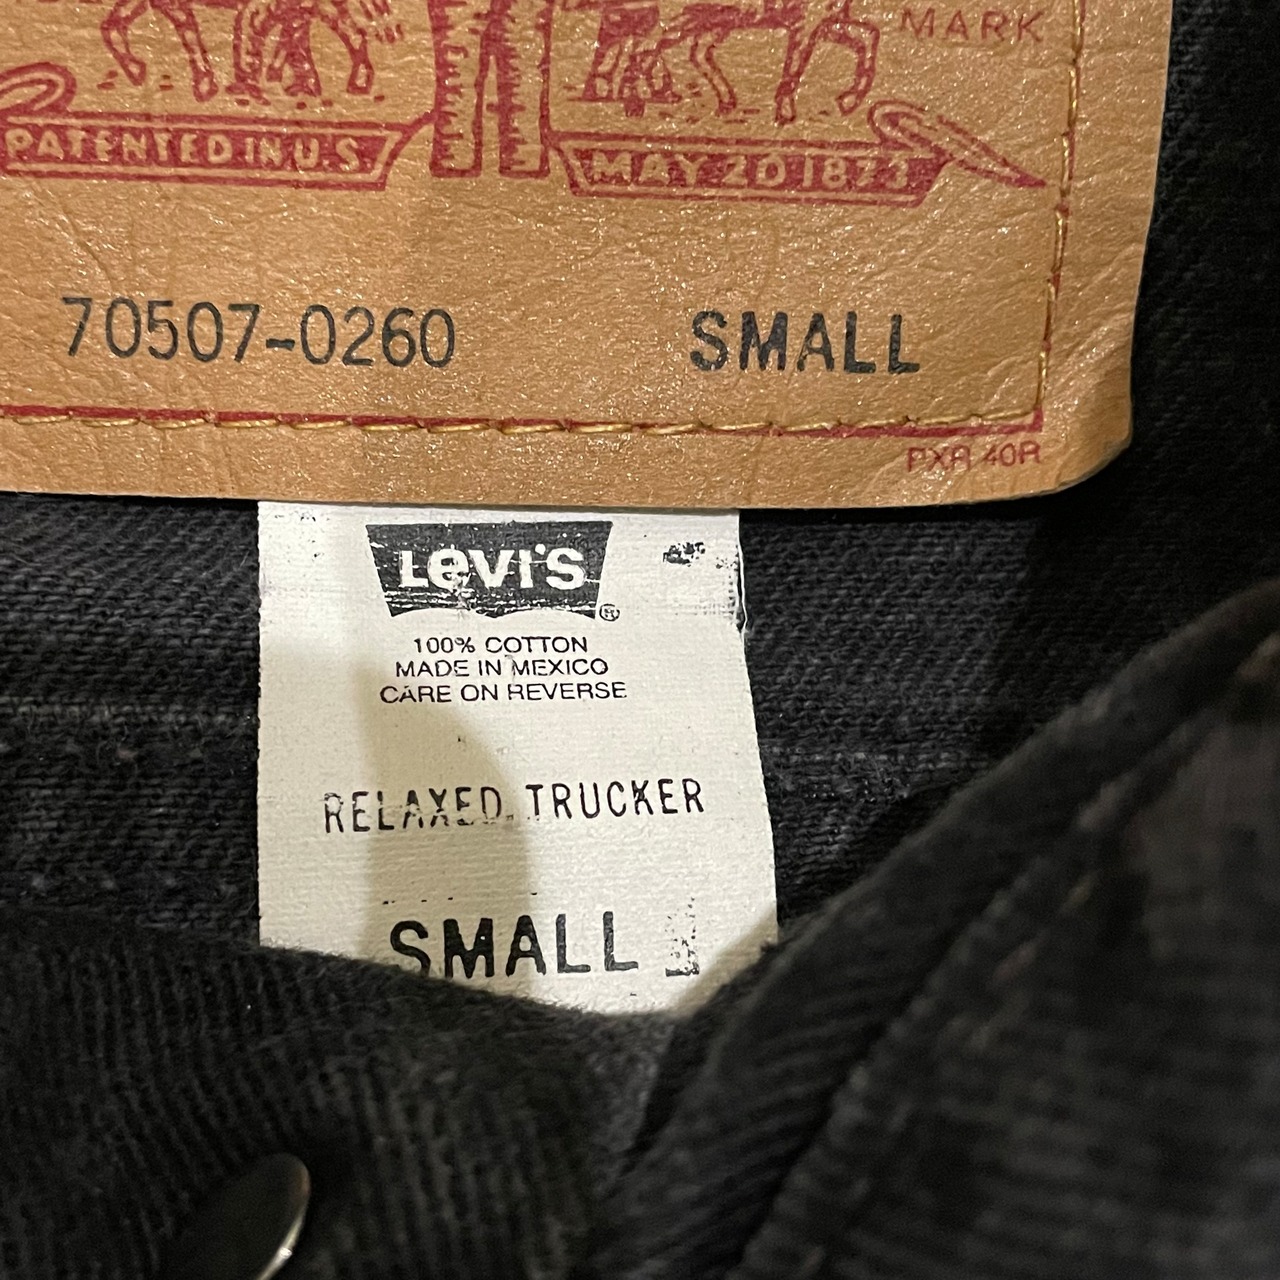 MARK
PATENTED IN U.S.
MAY 20 1873
70507-0260
SMALL
PXR 40R
LEVI'S
®
100% COTTON
MADE IN MEXICO
CARE ON REVERSE
RELAXED TRUCKER
SMALL